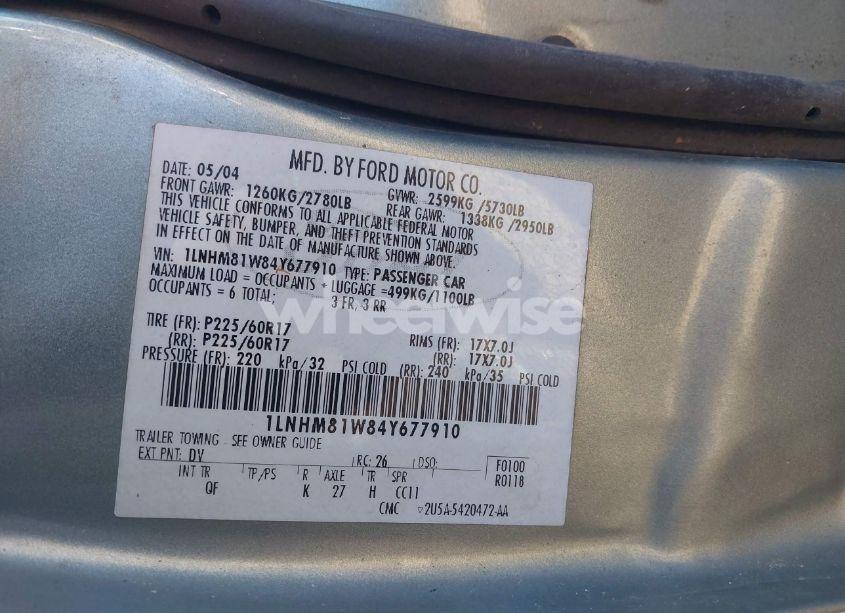 MFD. BY FORD MOTOR CO.
DATE: 05/04 GVWR: 2599KG /5730LB
FRONT GAWR: 1260KG/2780LB REAR GAWR: 1338KG /2950LB
THIS VEHICLE CONFORMS TO ALL APPLICABLE FEDERAL MOTOR
VEHICLE SAFETY, BUMPER, AND THEFT PREVENTION STANDARDS
IN EFFECT ON THE DATE OF MANUFACTURE SHOWN ABOVE.
VIN: 1LNHM81W84Y677910 TYPE: PASSENGER CAR
MAXIMUM LOAD = OCCUPANTS + LUGGAGE =499KG/1100LB
OCCUPANTS = 6 TOTAL; 3 FR, 3 RR
wheelwise
TIRE (FR): P225/60R17 RIMS (FR): 17X7.0J
(RR): P225/60R17 (RR): 17X7.0J
PRESSURE (FR): 220 kPa/32 PSI COLD (RR): 240 kPa/35 PSI COLD
1LNHM81W84Y677910
TRAILER TOWING - SEE OWNER GUIDE
EXT PNT: DV RC: 26 DSO: F0100
INT TR TP/PS R AXLE TR SPR R0118
QF K 27 H CC11
CMC ▽2U5A-5420472-AA